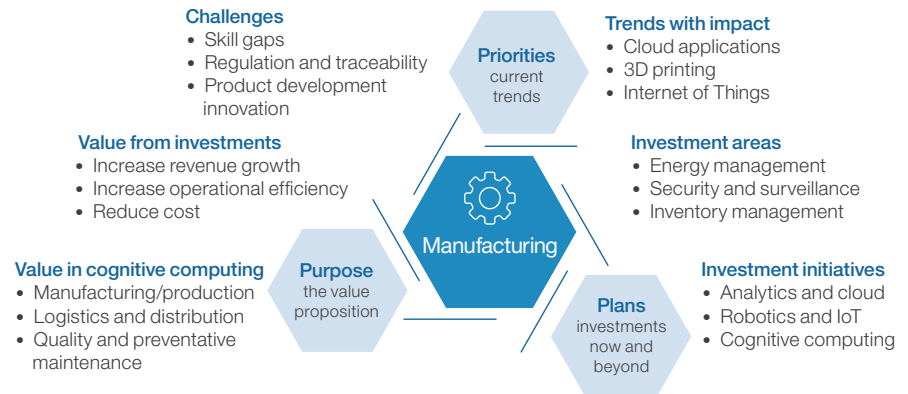 Challenges
• Skill gaps
• Regulation and traceability
• Product development
innovation
Priorities
current
trends
Trends with impact
• Cloud applications
• 3D printing
• Internet of Things
Value from investments
• Increase revenue growth
• Increase operational efficiency
• Reduce cost
Manufacturing
Investment areas
• Energy management
• Security and surveillance
• Inventory management
Value in cognitive computing
• Manufacturing/production
• Logistics and distribution
• Quality and preventative
maintenance
Purpose
the value
proposition
Plans
investments
now and
beyond
Investment initiatives
• Analytics and cloud
• Robotics and IoT
• Cognitive computing